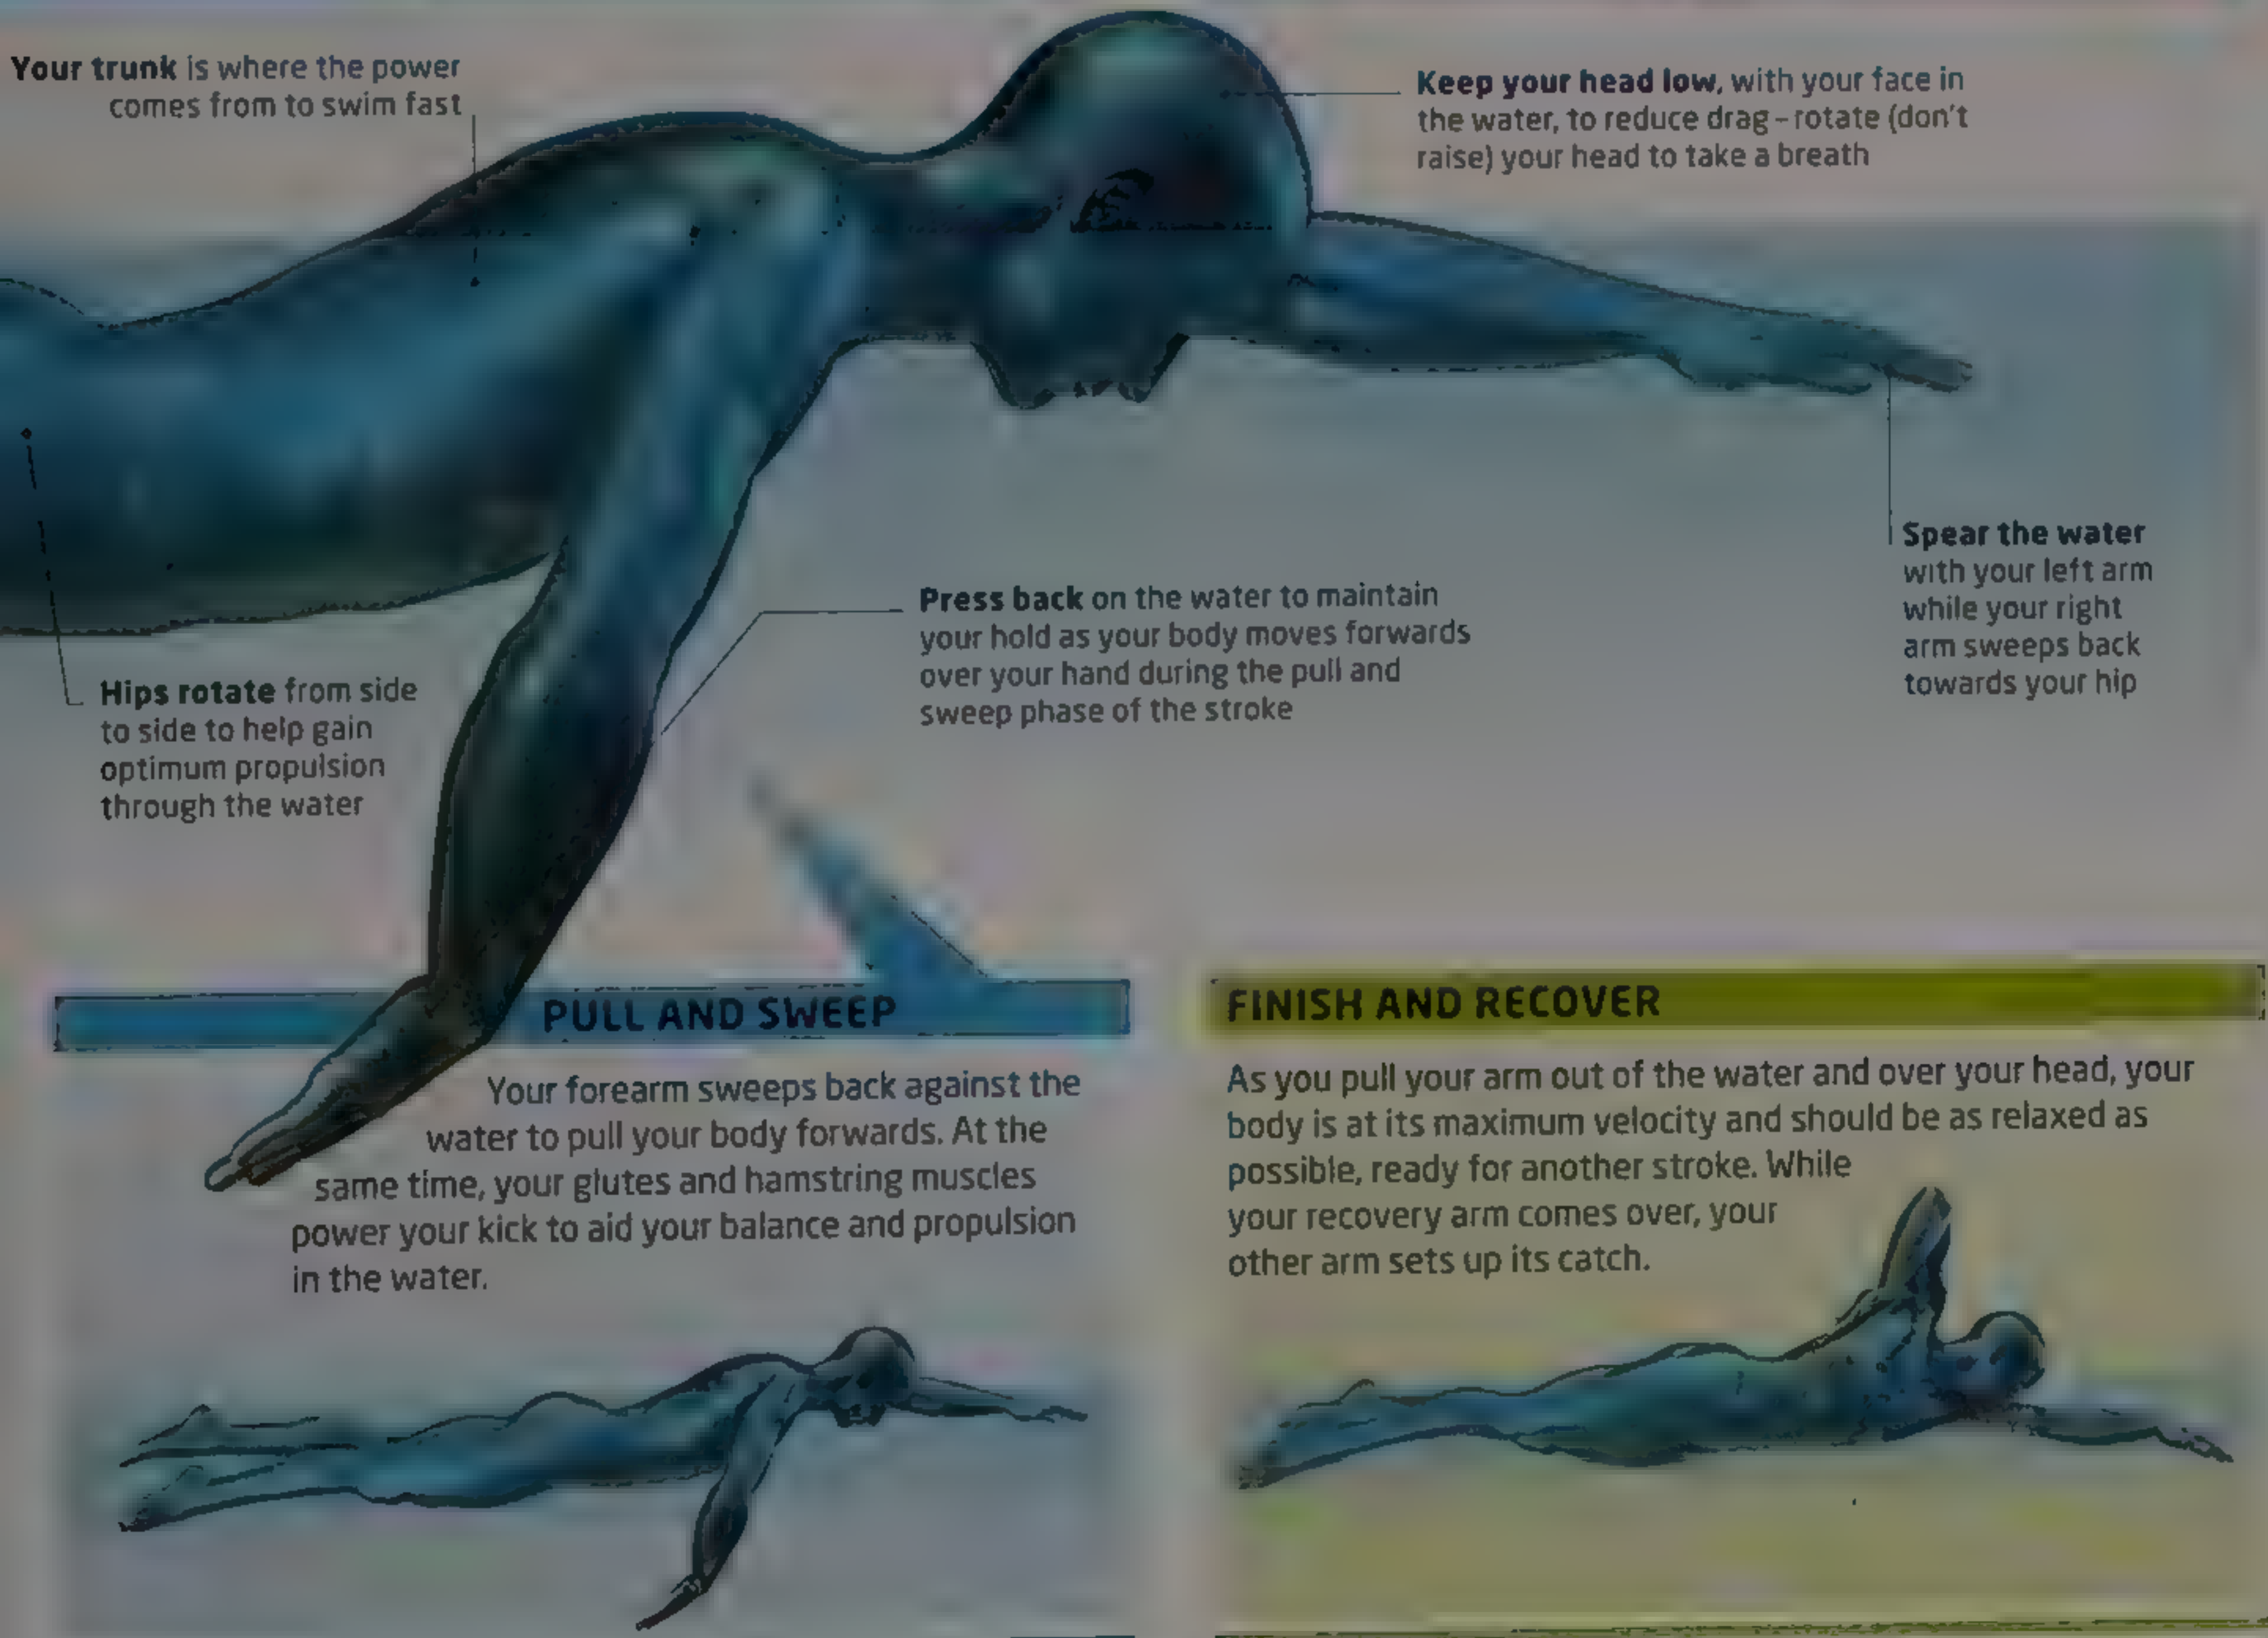 Your trunk is where the power
comes from to swim fast
Keep your head low, with your face in
the water, to reduce drag – rotate (don't
raise) your head to take a breath
Spear the water
with your left arm
while your right
arm sweeps back
towards your hip
Press back on the water to maintain
your hold as your body moves forwards
over your hand during the pull and
sweep phase of the stroke
Hips rotate from side
to side to help gain
optimum propulsion
through the water
PULL AND SWEEP
Your forearm sweeps back against the
water to pull your body forwards. At the
same time, your glutes and hamstring muscles
power your kick to aid your balance and propulsion
in the water.
FINISH AND RECOVER
As you pull your arm out of the water and over your head, your
body is at its maximum velocity and should be as relaxed as
possible, ready for another stroke. While
your recovery arm comes over, your
other arm sets up its catch.